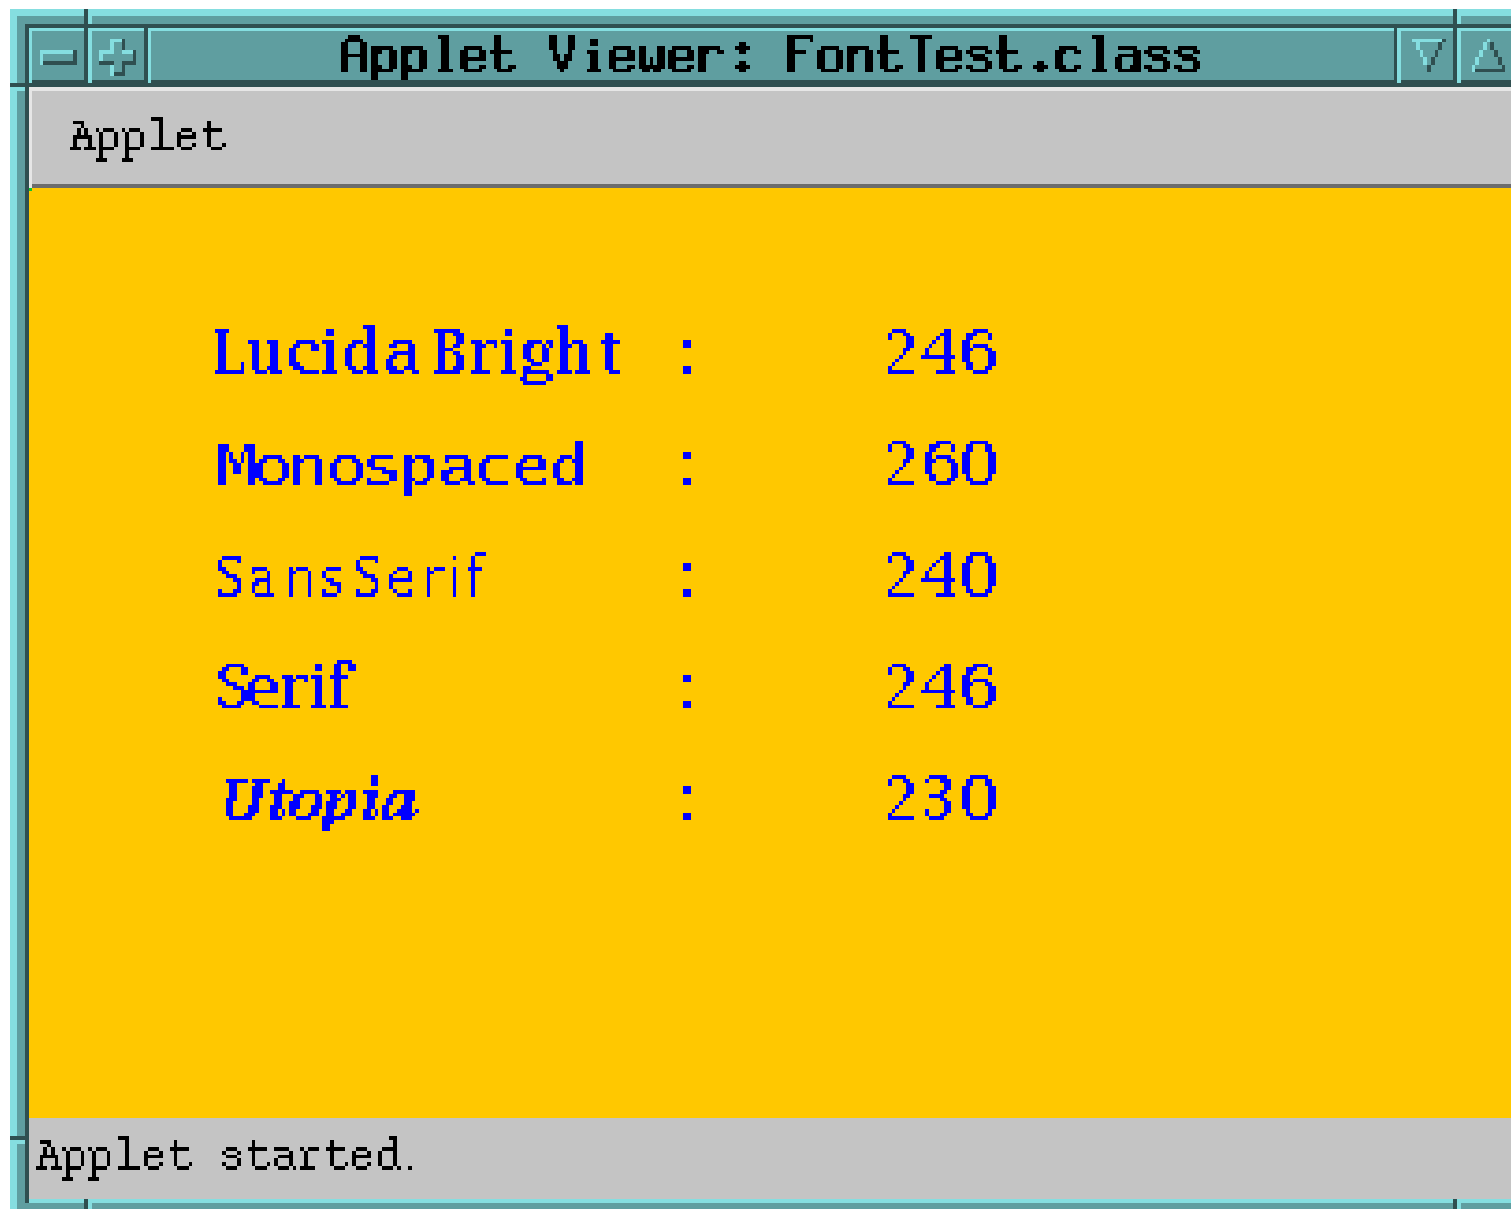 Applet Viewer: FontTest.class
Applet
Lucida Bright : 246
Monospaced : 260
SansSerif : 240
Serif : 246
Utopia : 230
Applet started.